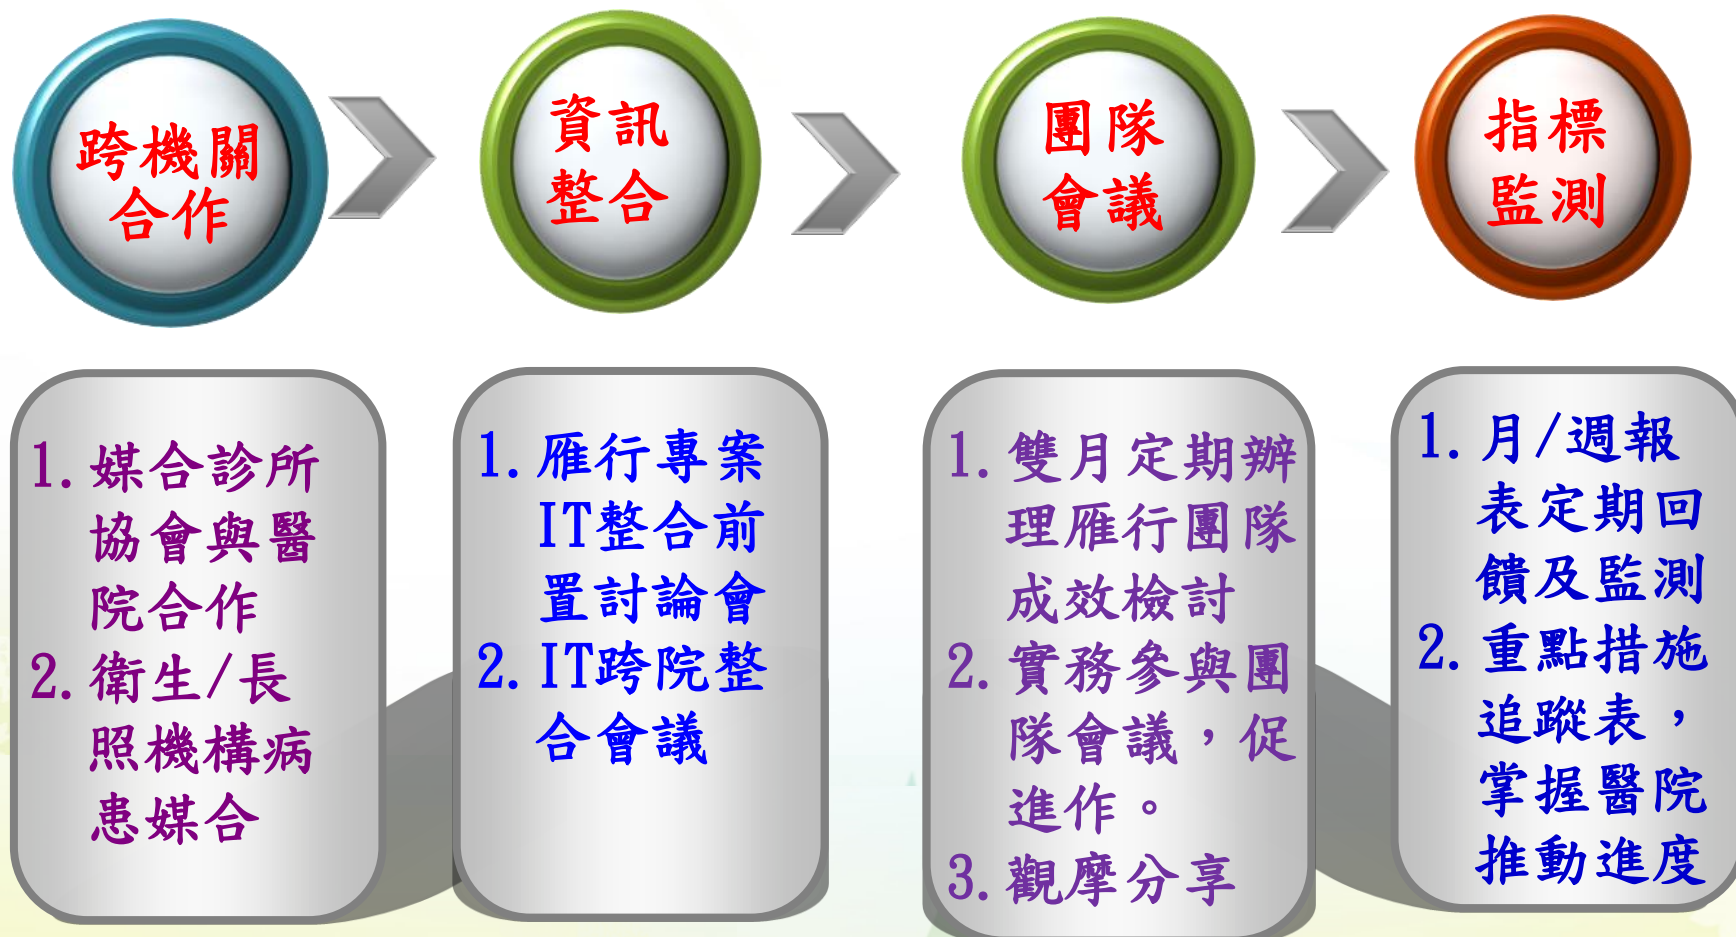 跨機關
合作
資訊
整合
團隊
會議
指標
監測
1. 媒合診所
協會與醫
院合作
2. 衛生/長
照機構病
患媒合
1. 雁行專案
IT整合前
置討論會
2. IT跨院整
合會議
1. 雙月定期辦
理雁行團隊
成效檢討
2. 實務參與團
隊會議，促
進作。
3. 觀摩分享
1. 月/週報
表定期回
饋及監測
2. 重點措施
追蹤表，
掌握醫院
推動進度